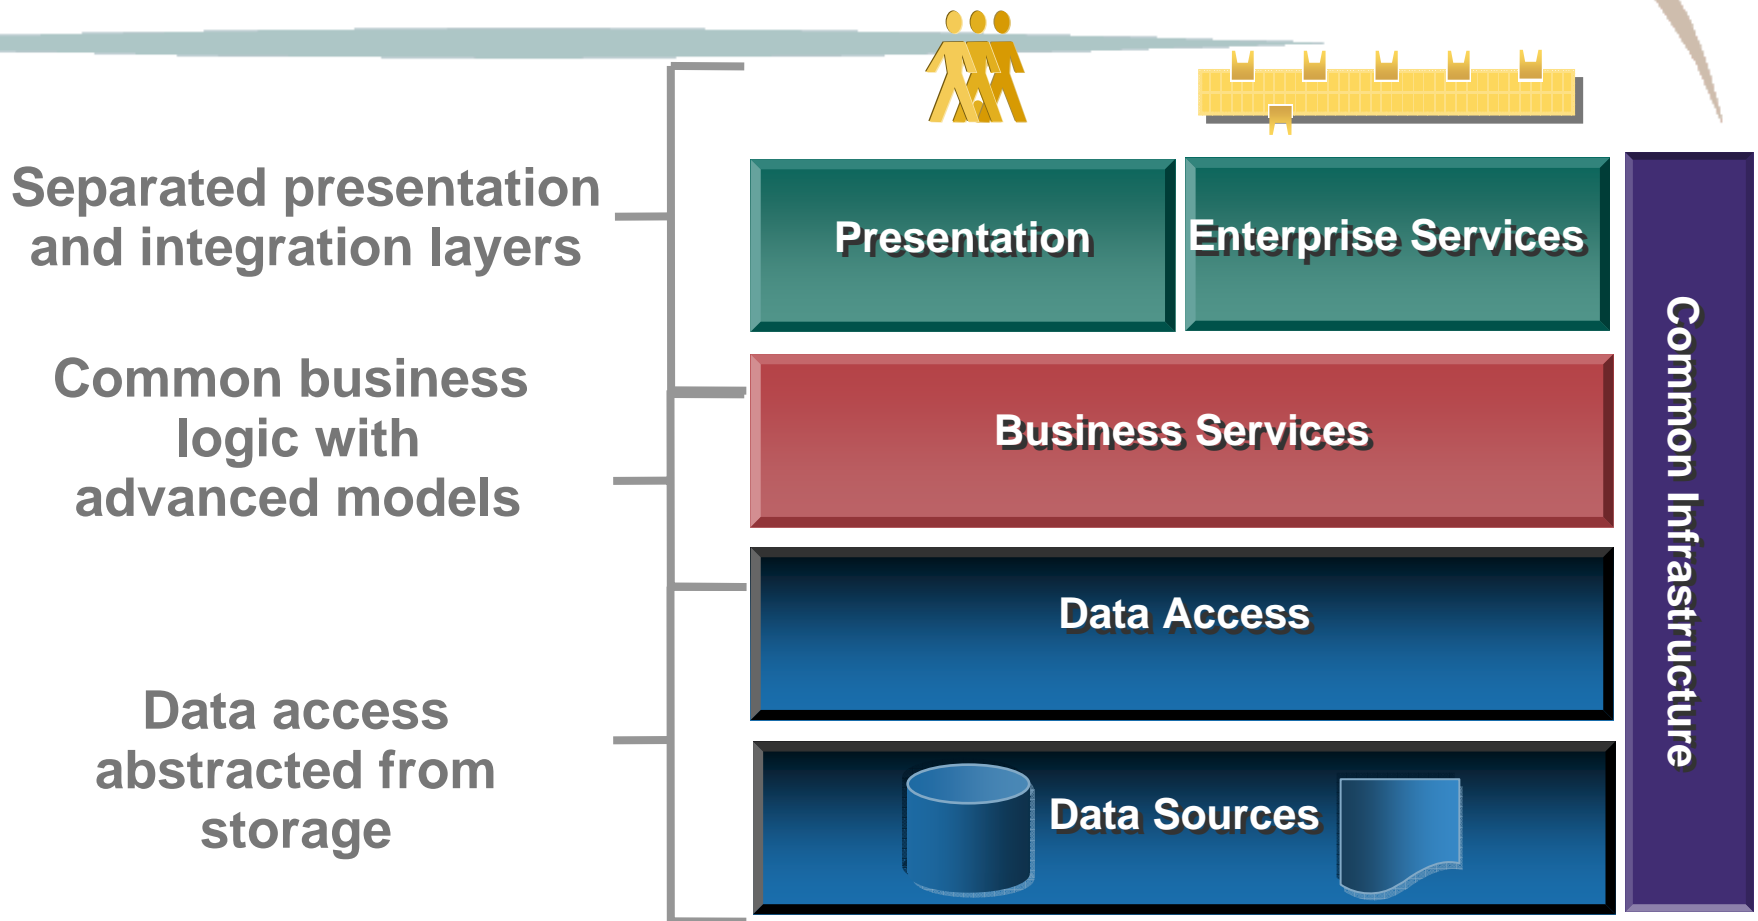 Separated presentation
and integration layers
Common business
logic with
advanced models
Data access
abstracted from
storage
Presentation
Enterprise Services
Business Services
Data Access
Data Sources
Common Infrastructure